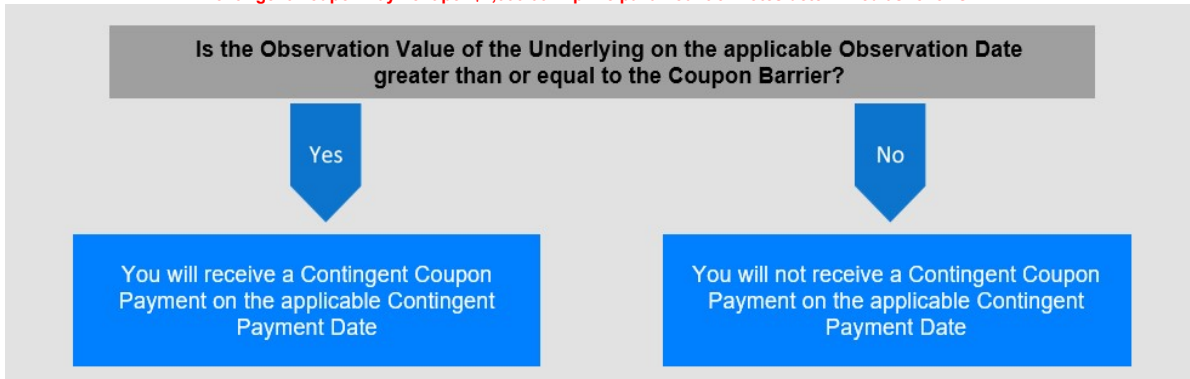 Is the Observation Value of the Underlying on the applicable Observation Date
greater than or equal to the Coupon Barrier?
Yes
No
You will receive a Contingent Coupon
Payment on the applicable Contingent
Payment Date
You will not receive a Contingent Coupon
Payment on the applicable Contingent
Payment Date